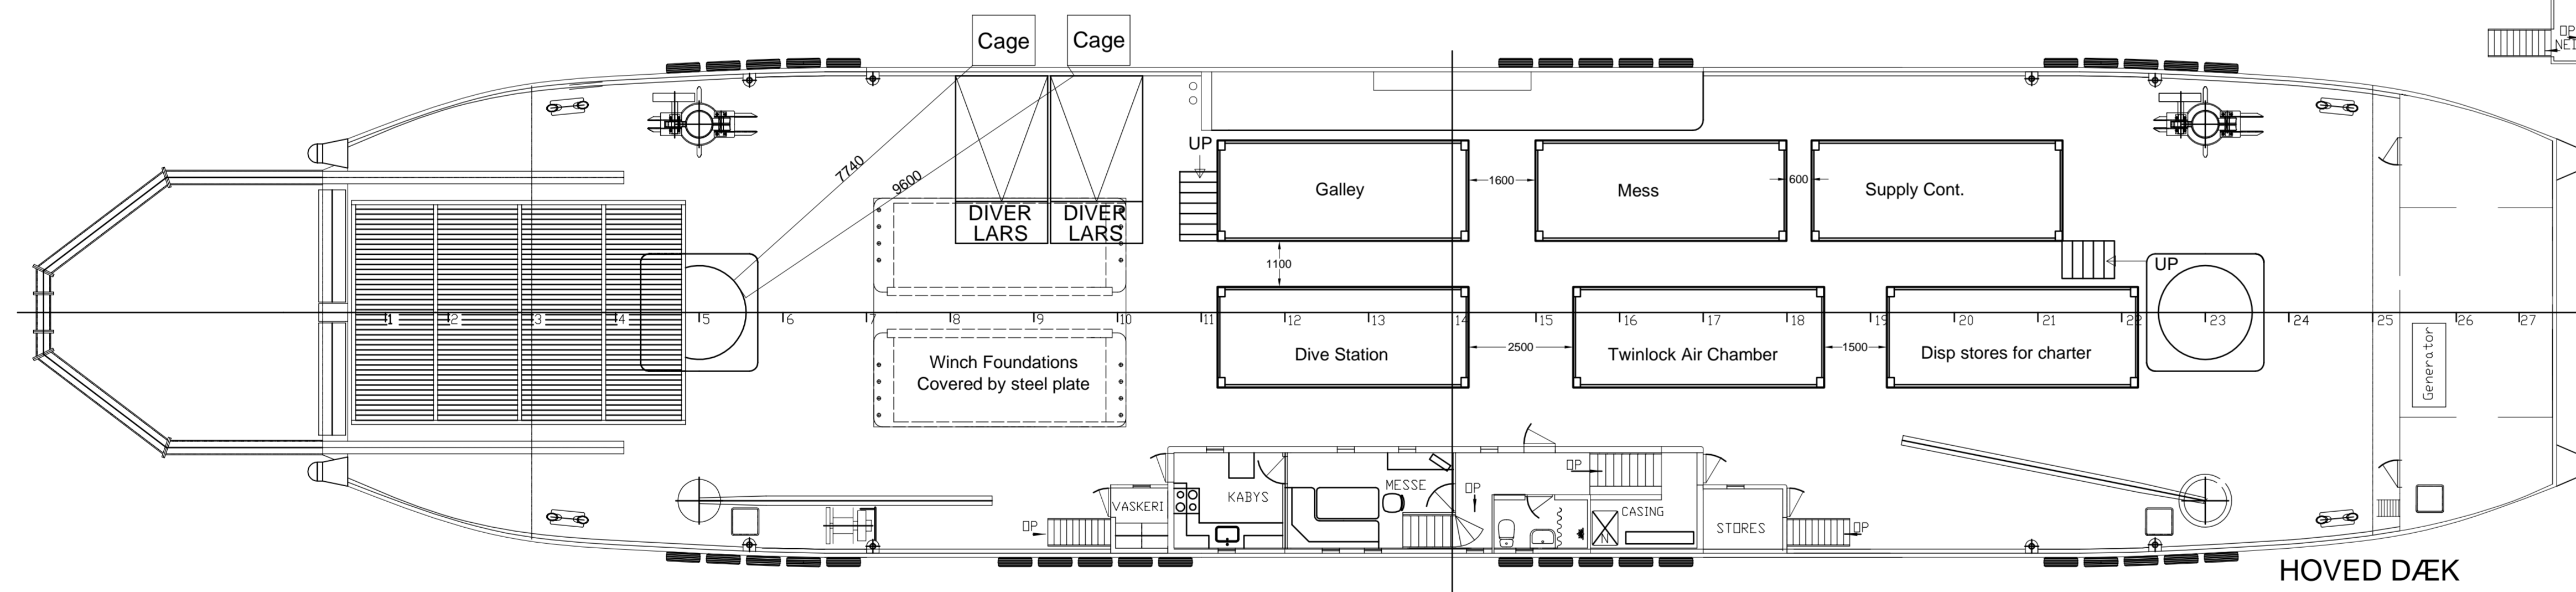 Cage
Cage
OP
NE
UP
7740
9600
Galley
1600
Mess
600
Supply Cont.
DIVER
LARS
DIVER
LARS
1100
UP
1
2
3
4
5
6
7
8
9
10
11
12
13
14
15
16
17
18
19
20
21
22
23
24
25
26
27
Winch Foundations
Covered by steel plate
Dive Station
2500
Twinlock Air Chamber
1500
Disp stores for charter
Generator
OP
VASKERI
KABYS
MESSE
OP
OP
CASING
STORES
OP
HOVED DÆK